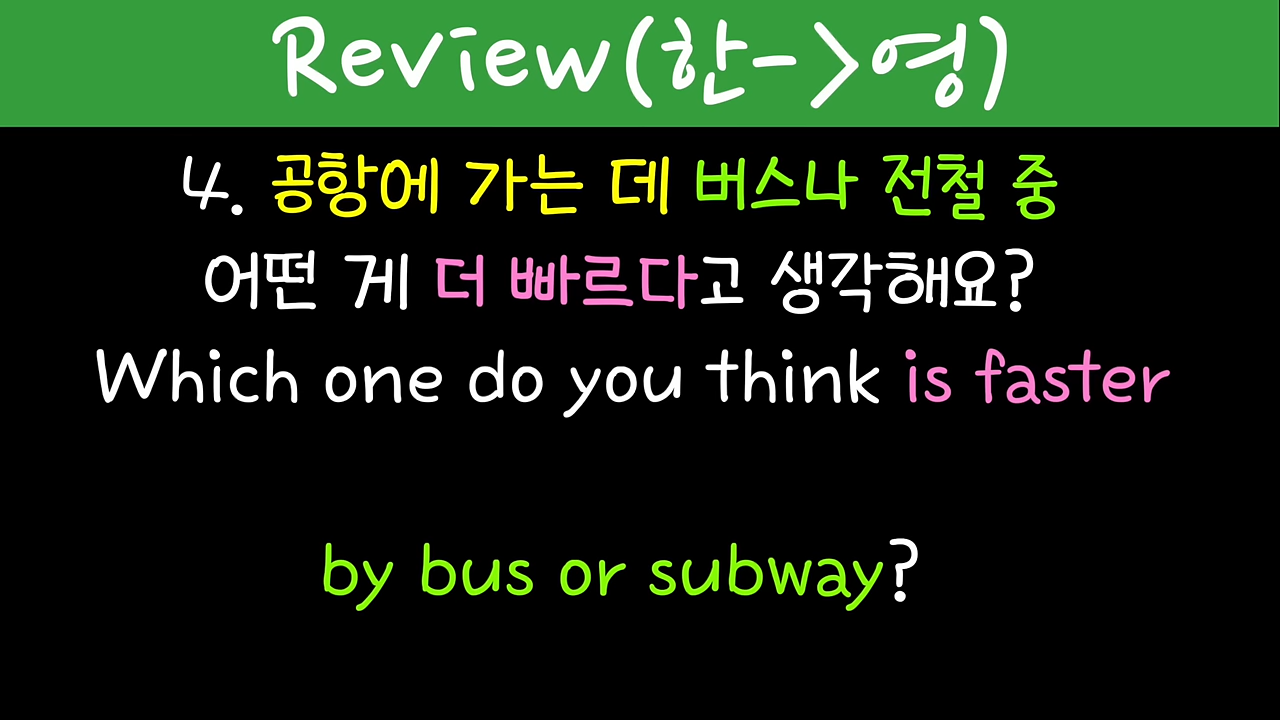 Review(한->영)
4. 공항에 가는 데 버스나 전철 중
어떤 게 더 빠르다고 생각해요?
Which one do you think is faster
by bus or subway?